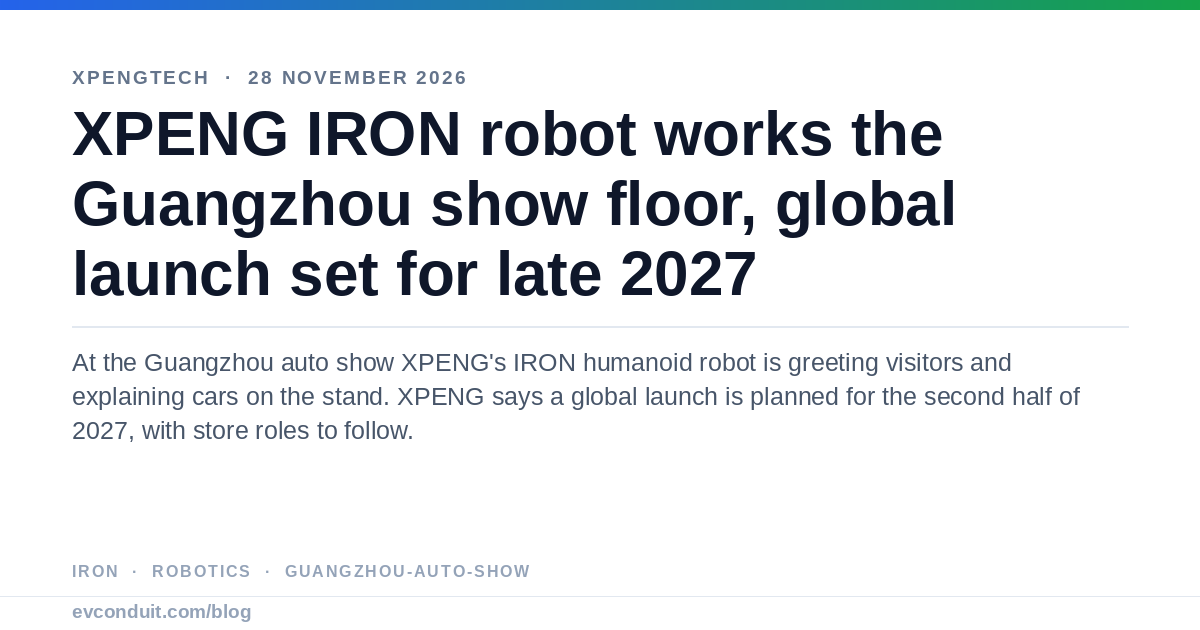 XPENGTECH · 28 NOVEMBER 2026
XPENG IRON robot works the
Guangzhou show floor, global
launch set for late 2027
At the Guangzhou auto show XPENG's IRON humanoid robot is greeting visitors and
explaining cars on the stand. XPENG says a global launch is planned for the second half of
2027, with store roles to follow.
IRON · ROBOTICS · GUANGZHOU-AUTO-SHOW
evconduit.com/blog